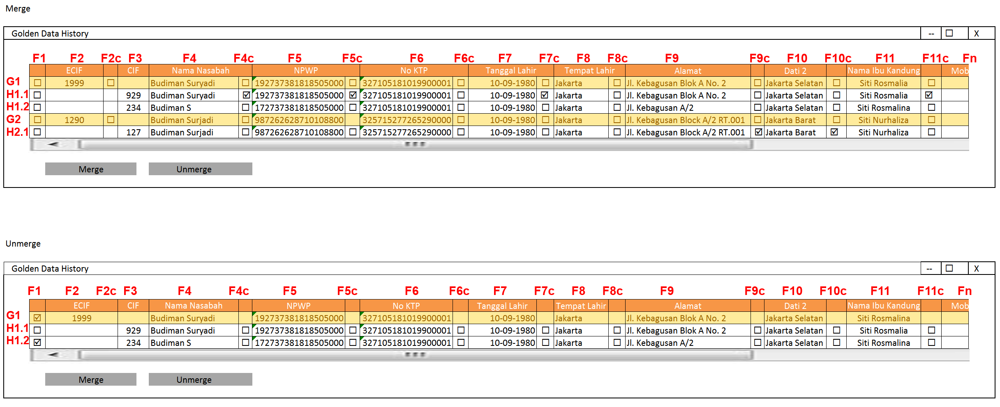 Merge
Golden Data History -- X
F1 F2 F2c F3 F4 F4c F5 F5c F6 F6c F7 F7c F8 F8c F9 F9c F10 F10c F11 F11c Fn
ECIF CIF Nama Nasabah NPWP No KTP Tanggal Lahir Tempat Lahir Alamat Dati 2 Nama Ibu Kandung Mob
G1 ☐ 1999 ☐ Budiman Suryadi ☐ 192737381818505000 ☐ 327105181019900001 ☐ 10-09-1980 ☐ Jakarta ☐ Jl. Kebagusan Blok A No. 2 ☐ Jakarta Selatan ☐ Siti Rosmalia ☐
H1.1 ☐ 929 Budiman Suryadi ☑ 192737381818505000 ☑ 327105181019900001 ☐ 10-09-1980 ☑ Jakarta ☐ Jl. Kebagusan Blok A No. 2 ☐ Jakarta Selatan ☐ Siti Rosmalia ☑
H1.2 ☐ 234 Budiman S ☐ 172737381818505000 ☐ 327105181019900001 ☐ 10-09-1980 ☐ Jakarta ☐ Jl. Kebagusan A/2 ☐ Jakarta Selatan ☐ Siti Rosmalina ☐
G2 ☐ 1290 ☐ Budiman Surjadi ☐ 987262628710108800 325715277265290000 ☐ 10-09-1980 ☐ Jakarta ☐ Jl. Kebagusan Block A/2 RT.001 ☐ Jakarta Barat ☐ Siti Nurhaliza ☐
H2.1 ☐ 127 Budiman Surjadi ☐ 987262628710108800 ☐ 325715277265290000 ☐ 10-09-1980 ☐ Jakarta ☐ Jl. Kebagusan Block A/2 RT.001 ☑ Jakarta Barat ☑ Siti Nurhaliza ☐
Merge Unmerge
Unmerge
Golden Data History -- X
F1 F2 F2c F3 F4 F4c F5 F5c F6 F6c F7 F7c F8 F8c F9 F9c F10 F10c F11 F11c Fn
ECIF CIF Nama Nasabah NPWP No KTP Tanggal Lahir Tempat Lahir Alamat Dati 2 Nama Ibu Kandung Mob
G1 ☑ 1999 Budiman Suryadi 192737381818505000 327105181019900001 10-09-1980 Jakarta Jl. Kebagusan Blok A No. 2 Jakarta Selatan Siti Rosmalina
H1.1 ☐ 929 Budiman Suryadi ☐ 192737381818505000 ☐ 327105181019900001 ☐ 10-09-1980 ☐ Jakarta ☐ Jl. Kebagusan Blok A No. 2 ☐ Jakarta Selatan ☐ Siti Rosmalia ☐
H1.2 ☑ 234 Budiman S ☐ 172737381818505000 ☐ 327105181019900001 ☐ 10-09-1980 ☐ Jakarta ☐ Jl. Kebagusan A/2 ☐ Jakarta Selatan ☐ Siti Rosmalina ☐
Merge Unmerge